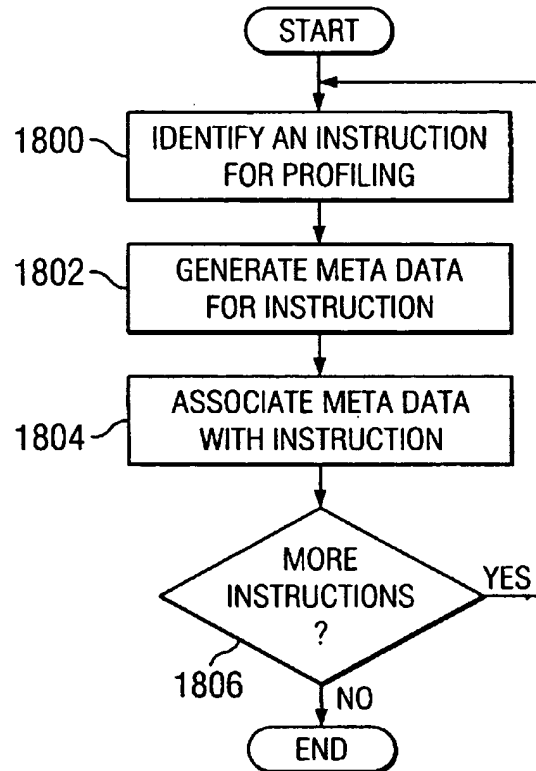 START
1800
IDENTIFY AN INSTRUCTION
FOR PROFILING
1802
GENERATE META DATA
FOR INSTRUCTION
1804
ASSOCIATE META DATA
WITH INSTRUCTION
MORE
INSTRUCTIONS
?
YES
1806
NO
END